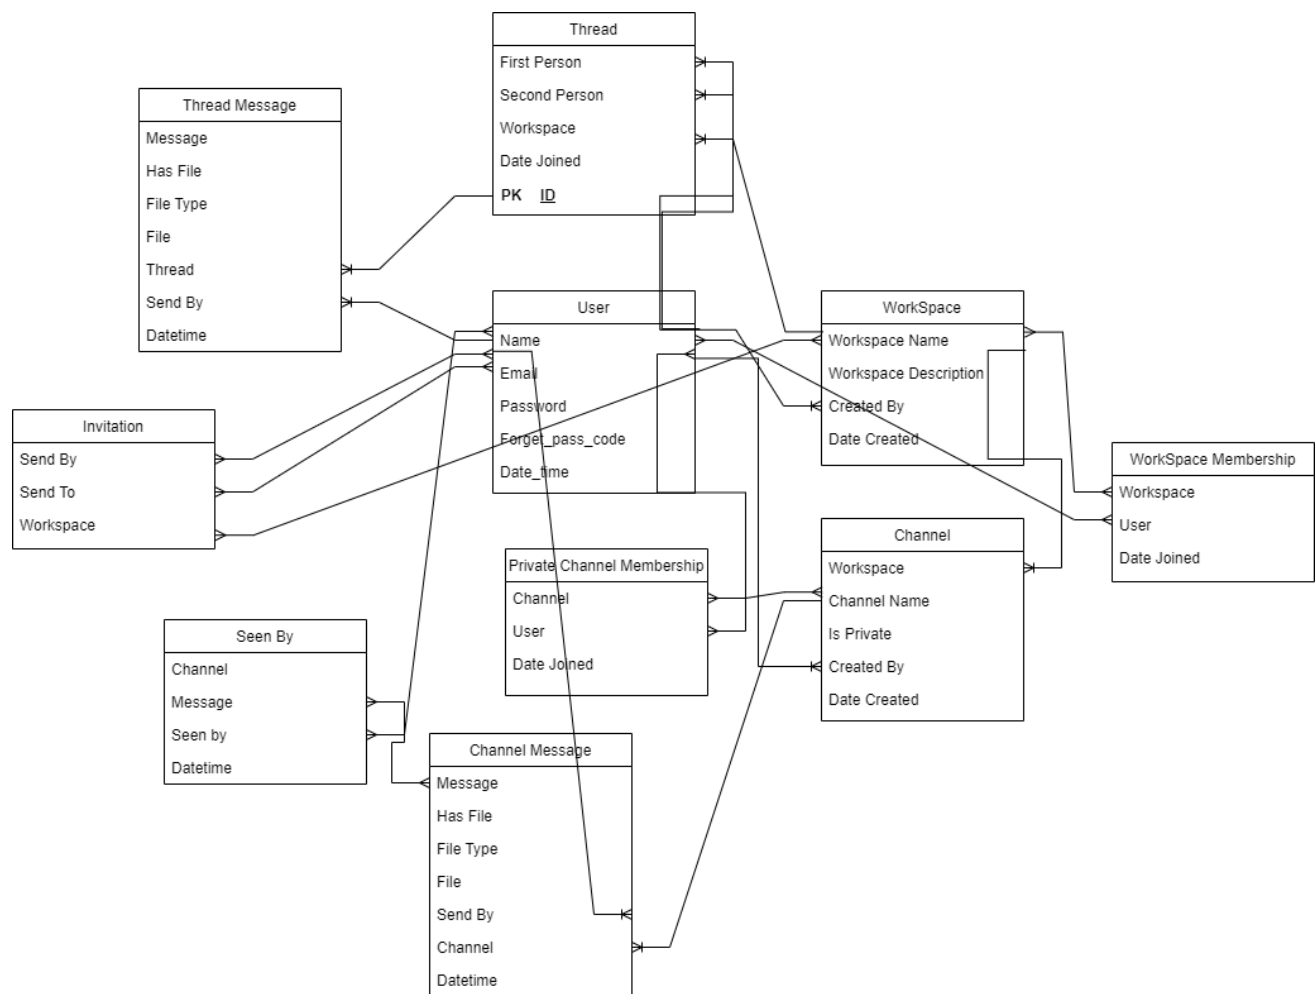 Thread
First Person
Second Person
Workspace
Date Joined
PK ID
Thread Message
Message
Has File
File Type
File
Thread
Send By
Datetime
User
Name
Email
Password
Forget_pass_code
Date_time
WorkSpace
Workspace Name
Workspace Description
Created By
Date Created
Invitation
Send By
Send To
Workspace
WorkSpace Membership
Workspace
User
Date Joined
Channel
Workspace
Channel Name
Is Private
Created By
Date Created
Private Channel Membership
Channel
User
Date Joined
Seen By
Channel
Message
Seen by
Datetime
Channel Message
Message
Has File
File Type
File
Send By
Channel
Datetime